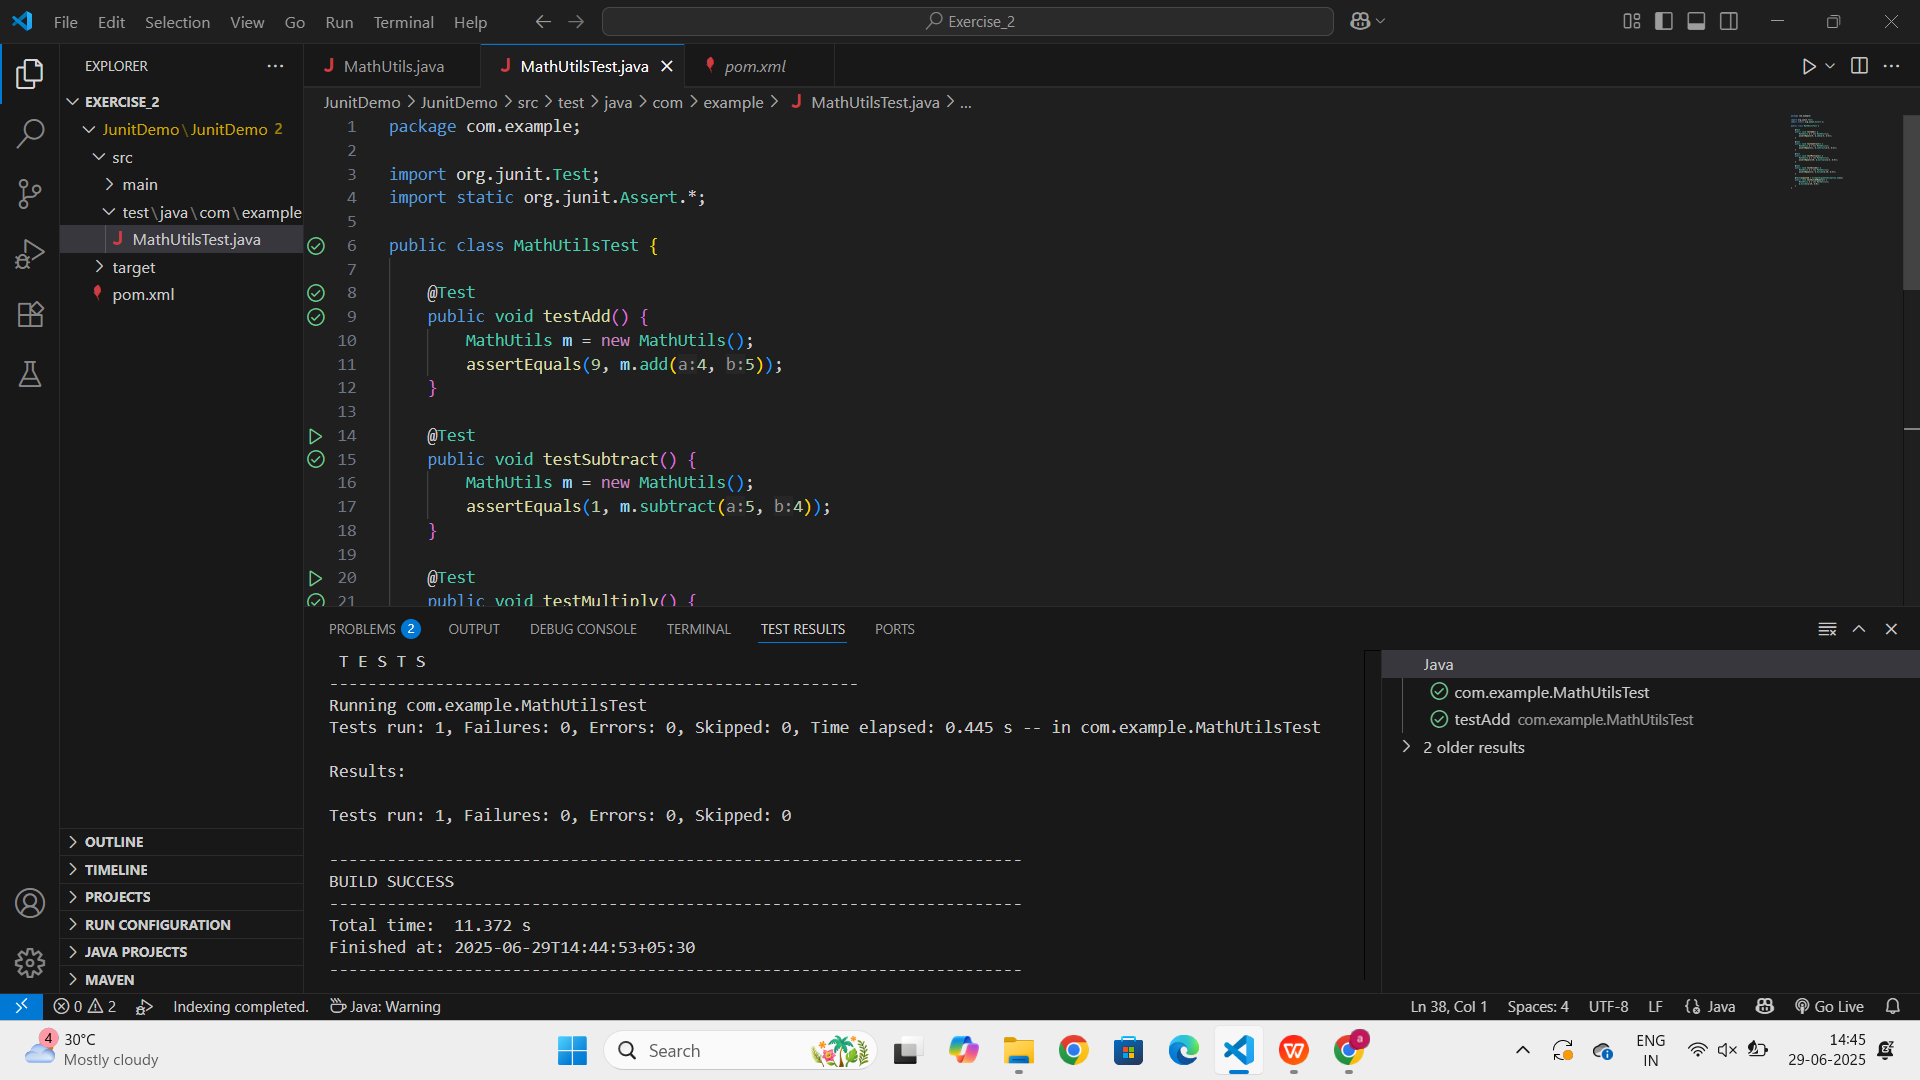 File Edit Selection View Go Run Terminal Help
Exercise_2
EXPLORER
MathUtils.java
MathUtilsTest.java
pom.xml
JunitDemo > JunitDemo > src > test > java > com > example > MathUtilsTest.java > ...
EXERCISE_2
JunitDemo\JunitDemo 2
src
main
test\java\com\example
MathUtilsTest.java
target
pom.xml
1 package com.example;
2
3 import org.junit.Test;
4 import static org.junit.Assert.*;
5
6 public class MathUtilsTest {
7
8 @Test
9 public void testAdd() {
10 MathUtils m = new MathUtils();
11 assertEquals(9, m.add(a:4, b:5));
12 }
13
14 @Test
15 public void testSubtract() {
16 MathUtils m = new MathUtils();
17 assertEquals(1, m.subtract(a:5, b:4));
18 }
19
20 @Test
21 public void testMultiply() {
PROBLEMS 2 OUTPUT DEBUG CONSOLE TERMINAL TEST RESULTS PORTS
T E S T S
-------------------------------------------------------
Running com.example.MathUtilsTest
Tests run: 1, Failures: 0, Errors: 0, Skipped: 0, Time elapsed: 0.445 s -- in com.example.MathUtilsTest
Results:
Tests run: 1, Failures: 0, Errors: 0, Skipped: 0
------------------------------------------------------------------------
BUILD SUCCESS
------------------------------------------------------------------------
Total time:  11.372 s
Finished at: 2025-06-29T14:44:53+05:30
------------------------------------------------------------------------
Java
com.example.MathUtilsTest
testAdd com.example.MathUtilsTest
2 older results
OUTLINE
TIMELINE
PROJECTS
RUN CONFIGURATION
JAVA PROJECTS
MAVEN
0 2 Indexing completed. Java: Warning
Ln 38, Col 1 Spaces: 4 UTF-8 LF Java Go Live
4 30°C
Mostly cloudy
Search
a
ENG
IN
14:45
29-06-2025